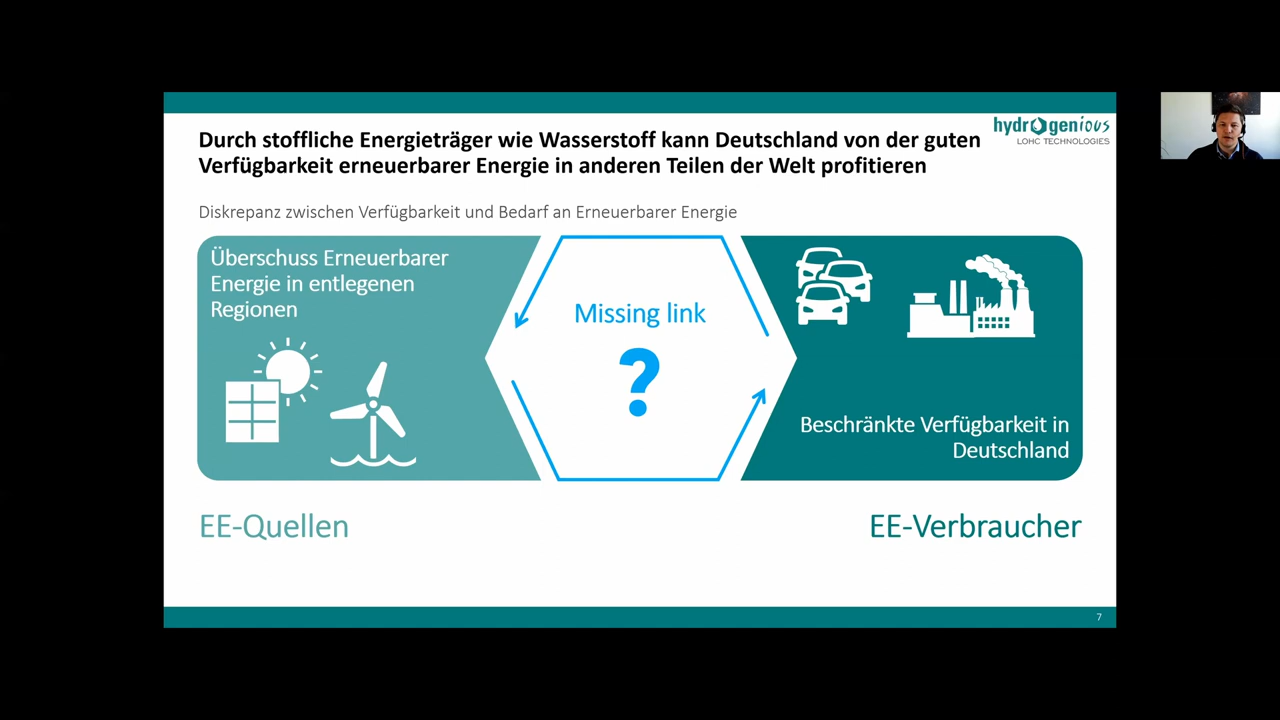 Durch stoffliche Energieträger wie Wasserstoff kann Deutschland von der guten
Verfügbarkeit erneuerbarer Energie in anderen Teilen der Welt profitieren
hydrogenious
LOHC TECHNOLOGIES
Diskrepanz zwischen Verfügbarkeit und Bedarf an Erneuerbarer Energie
Überschuss Erneuerbarer
Energie in entlegenen
Regionen
Missing link
?
Beschränkte Verfügbarkeit in
Deutschland
EE-Quellen
EE-Verbraucher
7